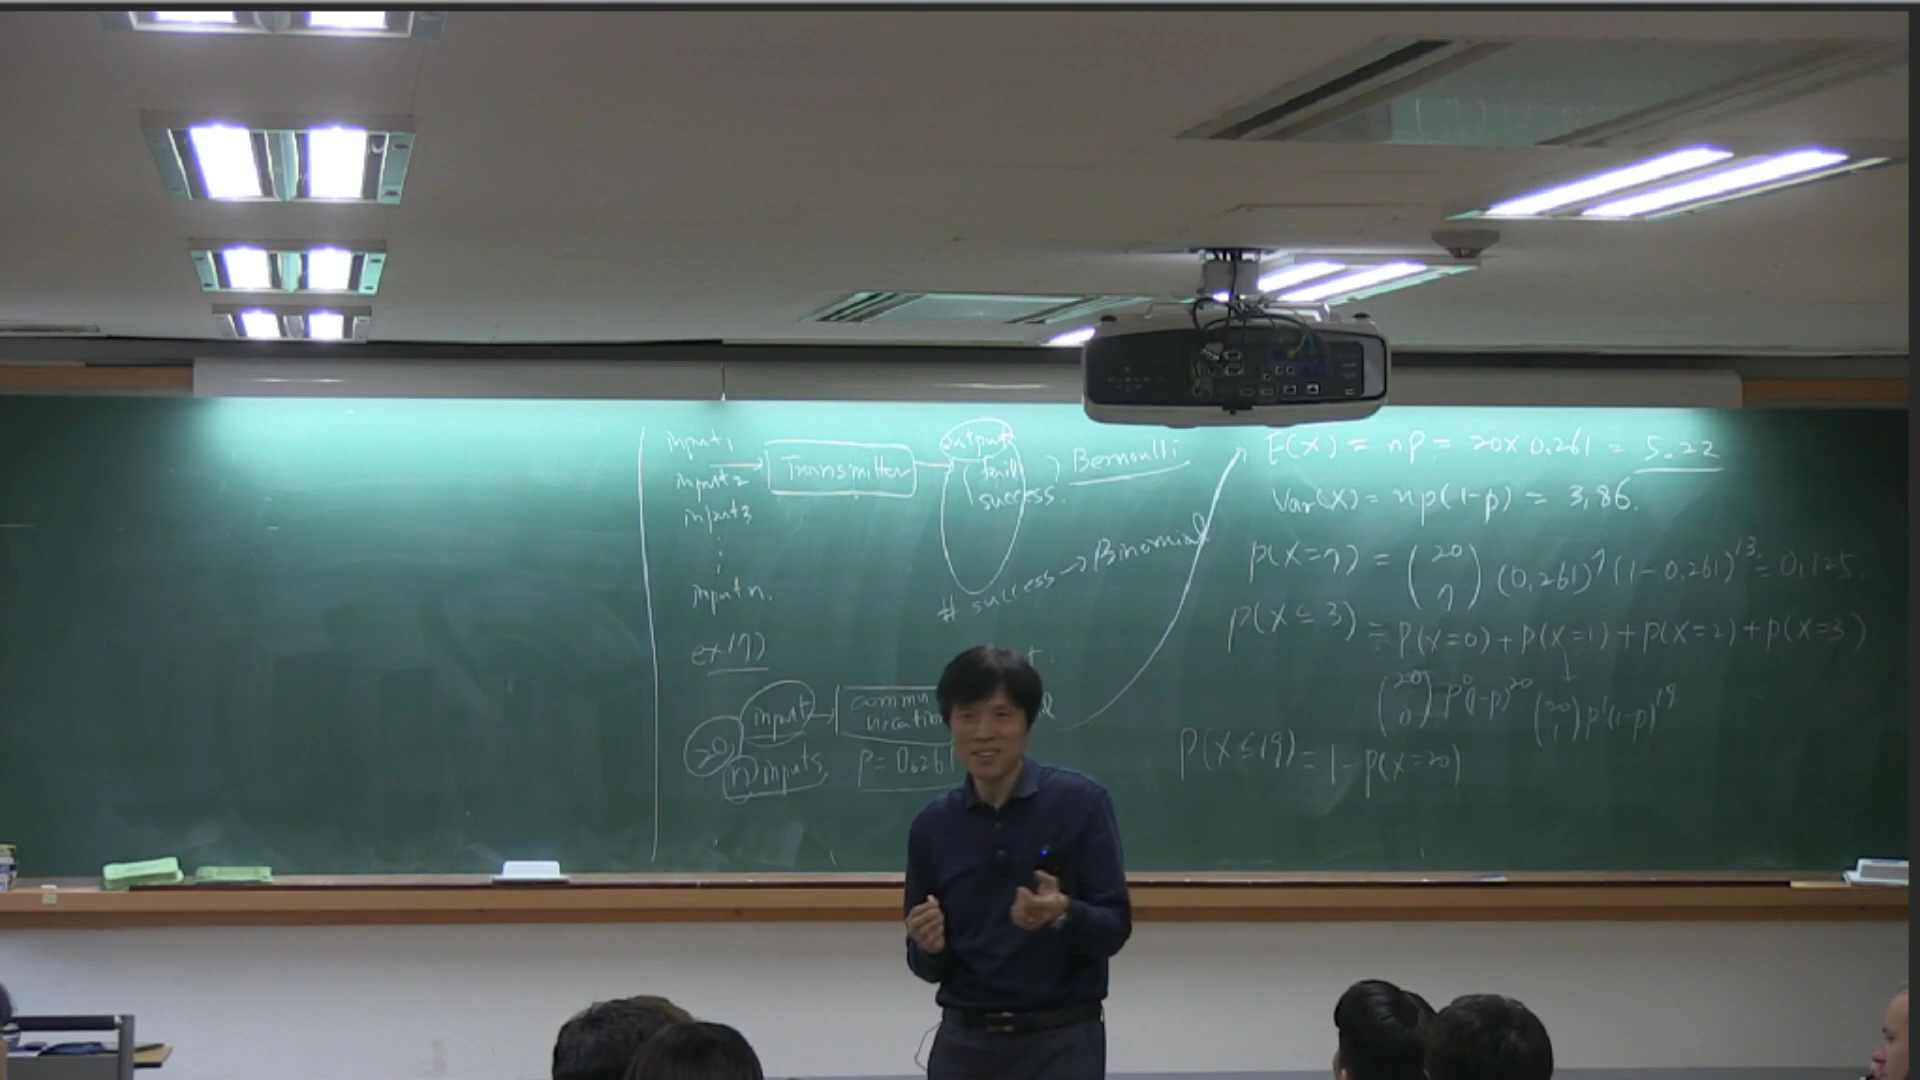 input1
input2
input3
input n.
Transmitter
output
fail
success.
Bernoulli
# success → Binomial
ex17)
20
input →
n inputs
commu
nication
p = 0.261
E(X) = np = 20 × 0.261 = 5.22
Var(X) = np(1-p) = 3.86.
P(X=7) = (20 7) (0.261)^7 (1-0.261)^13 = 0.125.
P(X≤3) = P(X=0) + P(X=1) + P(X=2) + P(X=3)
(20 0) p^0 (1-p)^20 (20 1) p^1 (1-p)^19
P(X≤19) = 1 - P(X=20)